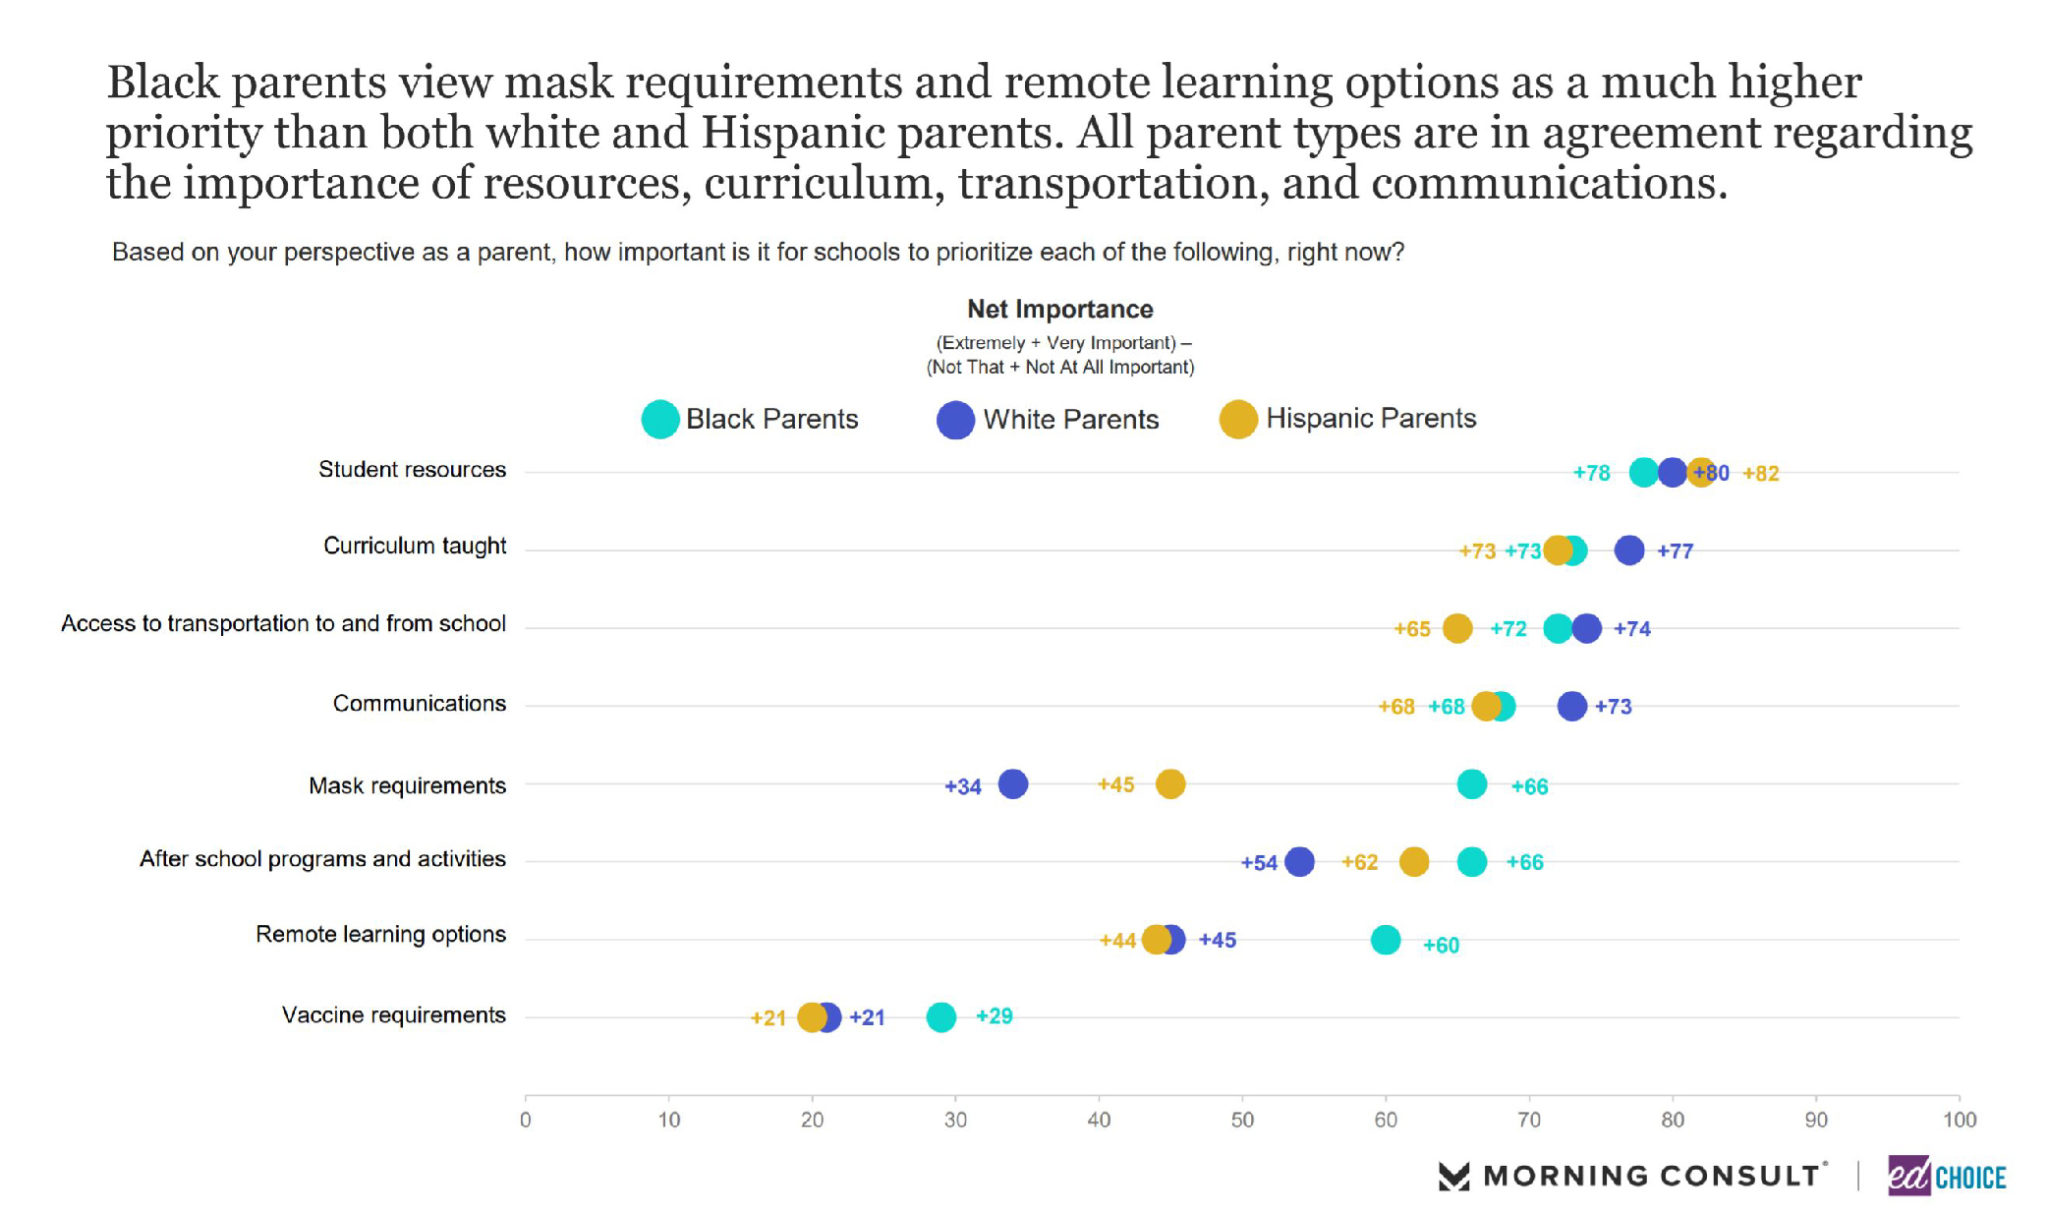 Black parents view mask requirements and remote learning options as a much higher
priority than both white and Hispanic parents. All parent types are in agreement regarding
the importance of resources, curriculum, transportation, and communications.
Based on your perspective as a parent, how important is it for schools to prioritize each of the following, right now?
Net Importance
(Extremely + Very Important) –
(Not That + Not At All Important)
Black Parents White Parents Hispanic Parents
Student resources +78 +80 +82
Curriculum taught +73 +73 +77
Access to transportation to and from school +65 +72 +74
Communications +68 +68 +73
Mask requirements +34 +45 +66
After school programs and activities +54 +62 +66
Remote learning options +44 +45 +60
Vaccine requirements +21 +21 +29
0 10 20 30 40 50 60 70 80 90 100
MORNING CONSULT® | ed CHOICE